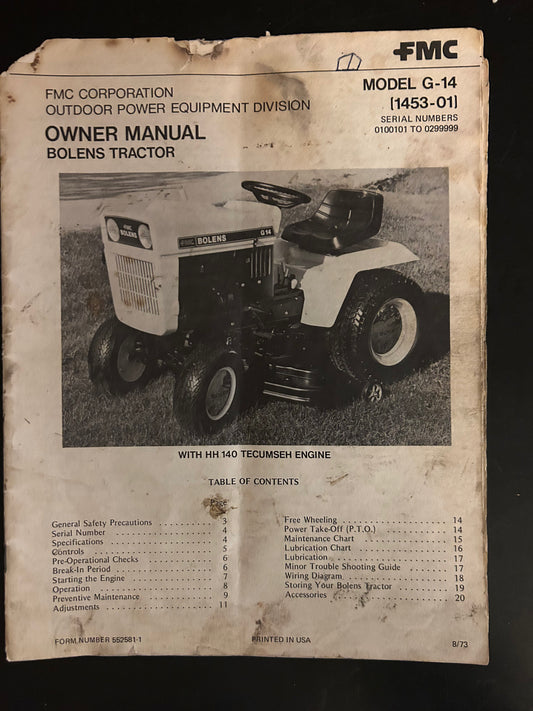 FMC
FMC CORPORATION
OUTDOOR POWER EQUIPMENT DIVISION
OWNER MANUAL
BOLENS TRACTOR
MODEL G-14
[1453-01]
SERIAL NUMBERS
0100101 TO 0299999
FMC
BOLENS
FMC BOLENS G14
WITH HH 140 TECUMSEH ENGINE
TABLE OF CONTENTS
Page
General Safety Precautions . . . . . . . . . . . 3
Serial Number . . . . . . . . . . . . . . . . 4
Specifications . . . . . . . . . . . . . . . . 4
Controls . . . . . . . . . . . . . . . . . . 5
Pre-Operational Checks . . . . . . . . . . . . 6
Break-In Period . . . . . . . . . . . . . . . 6
Starting the Engine . . . . . . . . . . . . . . 7
Operation . . . . . . . . . . . . . . . . . . 8
Preventive Maintenance . . . . . . . . . . . . 9
Adjustments . . . . . . . . . . . . . . . . . 11
Free Wheeling . . . . . . . . . . . . . . . . 14
Power Take-Off (P.T.O.) . . . . . . . . . . . . 14
Maintenance Chart . . . . . . . . . . . . . . 15
Lubrication Chart . . . . . . . . . . . . . . . 16
Lubrication . . . . . . . . . . . . . . . . . 17
Minor Trouble Shooting Guide . . . . . . . . . 17
Wiring Diagram . . . . . . . . . . . . . . . . 18
Storing Your Bolens Tractor . . . . . . . . . . 19
Accessories . . . . . . . . . . . . . . . . . 20
FORM NUMBER 552581-1
PRINTED IN USA
8/73